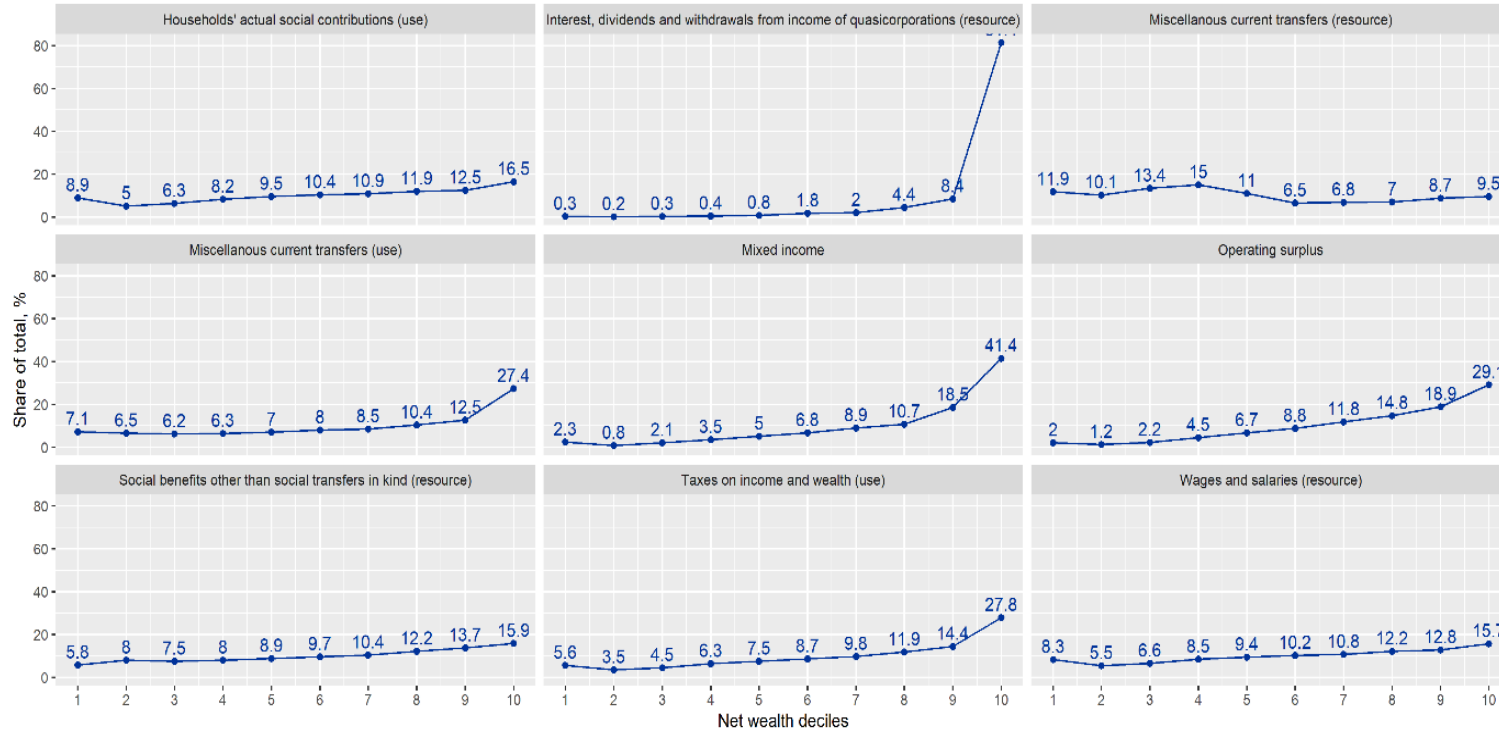 Households' actual social contributions (use)
Interest, dividends and withdrawals from income of quasicorporations (resource)
Miscellanous current transfers (resource)
80
60
40
20
0
8.9 5 6.3 8.2 9.5 10.4 10.9 11.9 12.5 16.5
0.3 0.2 0.3 0.4 0.8 1.8 2 4.4 8.4
11.9 10.1 13.4 15 11 6.5 6.8 7 8.7 9.5
Miscellanous current transfers (use)
Mixed income
Operating surplus
Share of total, %
80
60
40
20
0
7.1 6.5 6.2 6.3 7 8 8.5 10.4 12.5 27.4
2.3 0.8 2.1 3.5 5 6.8 8.9 10.7 18.5 41.4
2 1.2 2.2 4.5 6.7 8.8 11.8 14.8 18.9 29.1
Social benefits other than social transfers in kind (resource)
Taxes on income and wealth (use)
Wages and salaries (resource)
80
60
40
20
0
5.8 8 7.5 8 8.9 9.7 10.4 12.2 13.7 15.9
5.6 3.5 4.5 6.3 7.5 8.7 9.8 11.9 14.4 27.8
8.3 5.5 6.6 8.5 9.4 10.2 10.8 12.2 12.8 15.7
1 2 3 4 5 6 7 8 9 10
1 2 3 4 5 6 7 8 9 10
1 2 3 4 5 6 7 8 9 10
Net wealth deciles